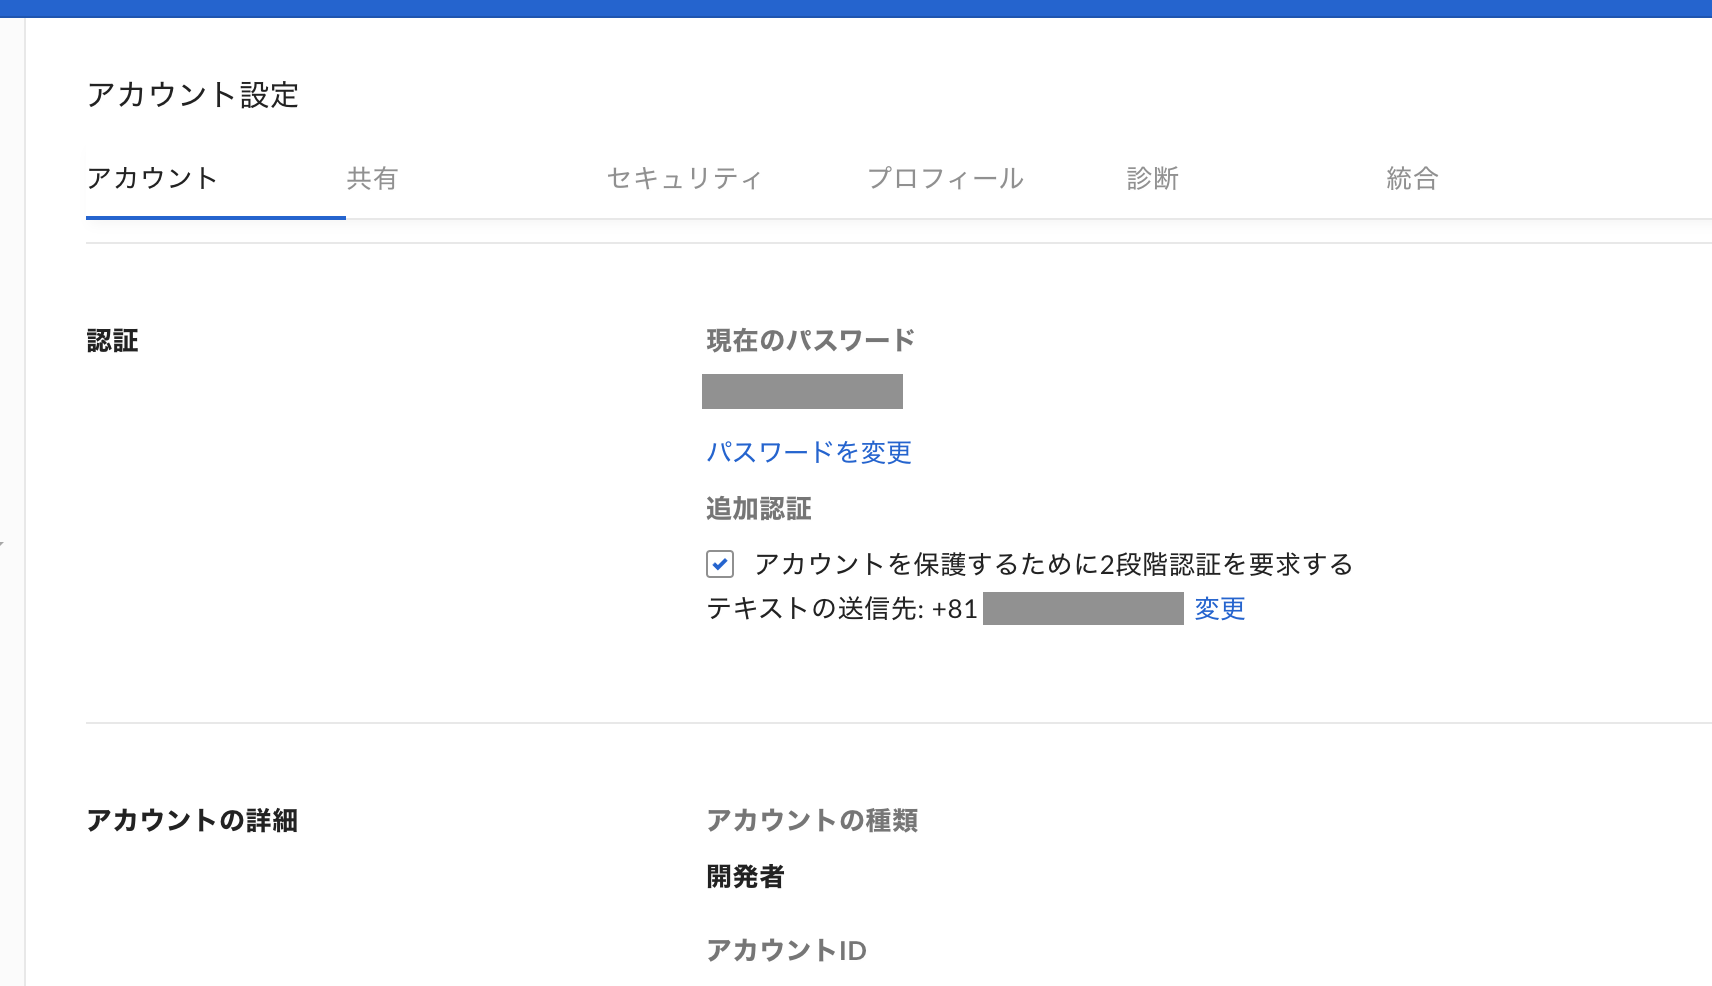 アカウント設定
アカウント 共有 セキュリティ プロフィール 診断 統合
認証
現在のパスワード
パスワードを変更
追加認証
アカウントを保護するために2段階認証を要求する
テキストの送信先: +81 変更
アカウントの詳細
アカウントの種類
開発者
アカウントID